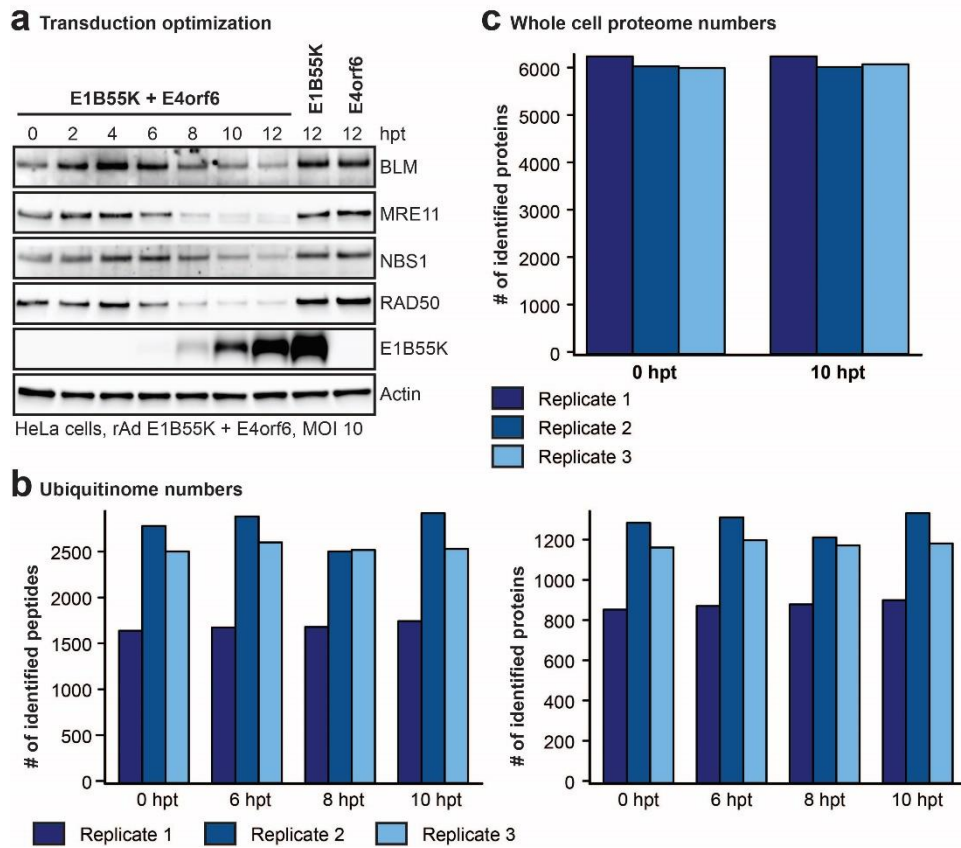 a Transduction optimization
E1B55K + E4orf6
E1B55K
E4orf6
0 2 4 6 8 10 12 12 12 hpt
BLM
MRE11
NBS1
RAD50
E1B55K
Actin
HeLa cells, rAd E1B55K + E4orf6, MOI 10
c Whole cell proteome numbers
# of identified proteins
6000
4000
3000
2000
1000
0
0 hpt 10 hpt
Replicate 1
Replicate 2
Replicate 3
b Ubiquitinome numbers
# of identified peptides
2500
2000
1500
1000
500
0
0 hpt 6 hpt 8 hpt 10 hpt
# of identified proteins
1200
1000
800
600
400
200
0
0 hpt 6 hpt 8 hpt 10 hpt
Replicate 1 Replicate 2 Replicate 3